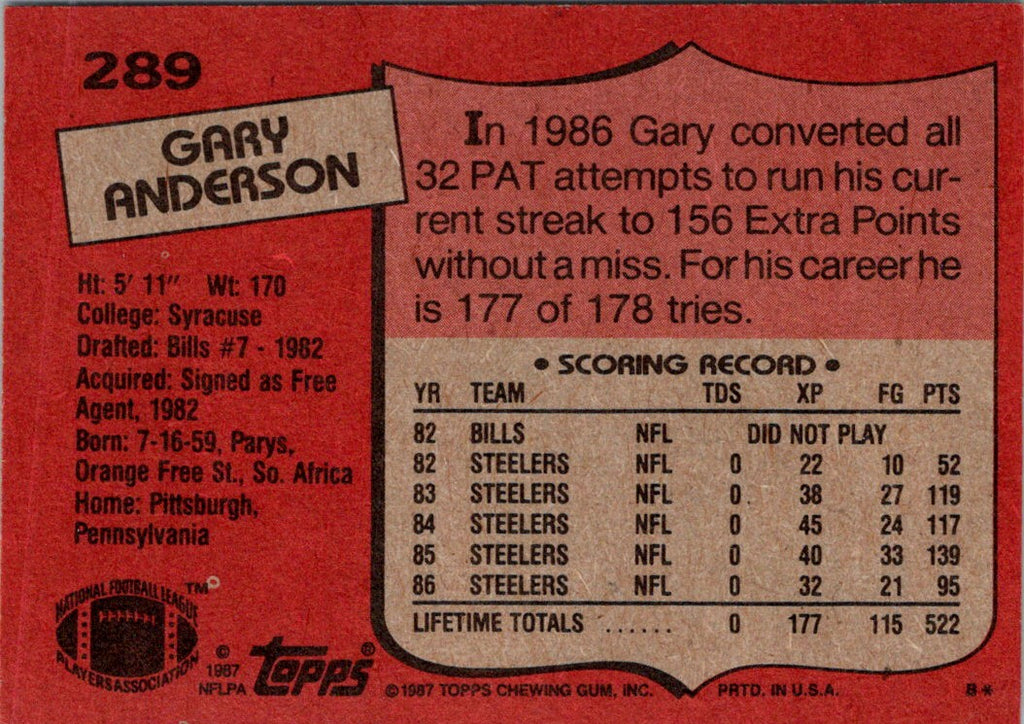 289
GARY
ANDERSON
Ht: 5' 11" Wt: 170
College: Syracuse
Drafted: Bills #7 - 1982
Acquired: Signed as Free
Agent, 1982
Born: 7-16-59, Parys,
Orange Free St., So. Africa
Home: Pittsburgh,
Pennsylvania
In 1986 Gary converted all
32 PAT attempts to run his cur-
rent streak to 156 Extra Points
without a miss. For his career he
is 177 of 178 tries.
• SCORING RECORD •
YR TEAM TDS XP FG PTS
82 BILLS NFL DID NOT PLAY
82 STEELERS NFL 0 22 10 52
83 STEELERS NFL 0 38 27 119
84 STEELERS NFL 0 45 24 117
85 STEELERS NFL 0 40 33 139
86 STEELERS NFL 0 32 21 95
LIFETIME TOTALS ...... 0 177 115 522
NATIONAL FOOTBALL LEAGUE TM
PLAYERS ASSOCIATION
© 1987 NFLPA
topps®
©1987 TOPPS CHEWING GUM, INC. PRTD. IN U.S.A. B*